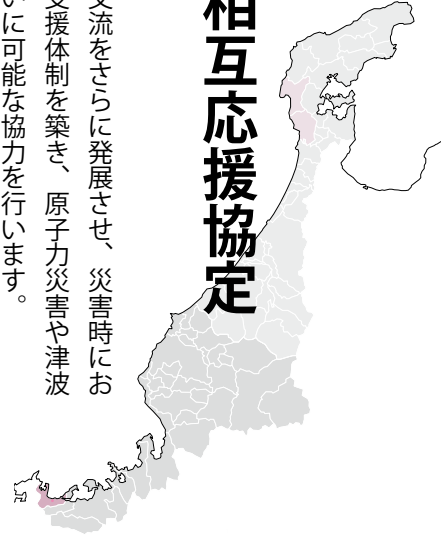 相互応援協定
交流をさらに発展させ、災害時にお
支援体制を築き、原子力災害や津波
いに可能な協力を行います。